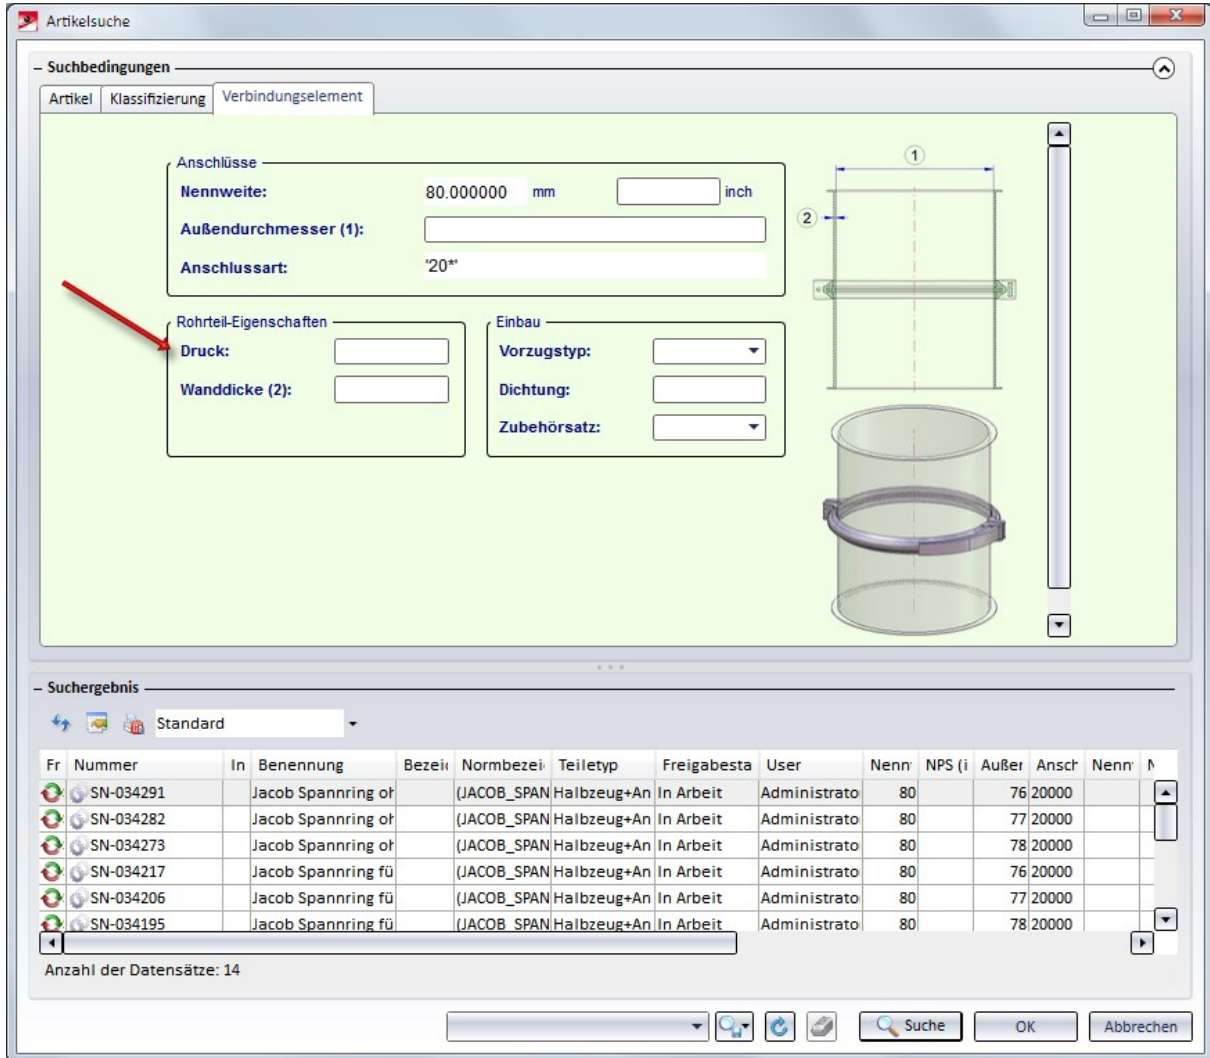 Artikelsuche
Suchbedingungen
Artikel Klassifizierung Verbindungselement
Anschlüsse
Nennweite: 80.000000 mm inch
Außendurchmesser (1):
Anschlussart: '20*'
Rohrteil-Eigenschaften
Druck:
Wanddicke (2):
Einbau
Vorzugstyp:
Dichtung:
Zubehörsatz:
1
2
Suchergebnis
Standard
Fr Nummer In Benennung Bezei Normbezei Teiletyp Freigabesta User Nenn NPS (i Außer Ansch Nenn N
SN-034291 Jacob Spannring oh (JACOB_SPAN Halbzeug+An In Arbeit Administrato 80 76 20000
SN-034282 Jacob Spannring oh (JACOB_SPAN Halbzeug+An In Arbeit Administrato 80 77 20000
SN-034273 Jacob Spannring oh (JACOB_SPAN Halbzeug+An In Arbeit Administrato 80 78 20000
SN-034217 Jacob Spannring fü (JACOB_SPAN Halbzeug+An In Arbeit Administrato 80 76 20000
SN-034206 Jacob Spannring fü (JACOB_SPAN Halbzeug+An In Arbeit Administrato 80 77 20000
SN-034195 Jacob Spannring fü (JACOB_SPAN Halbzeug+An In Arbeit Administrato 80 78 20000
Anzahl der Datensätze: 14
Suche OK Abbrechen